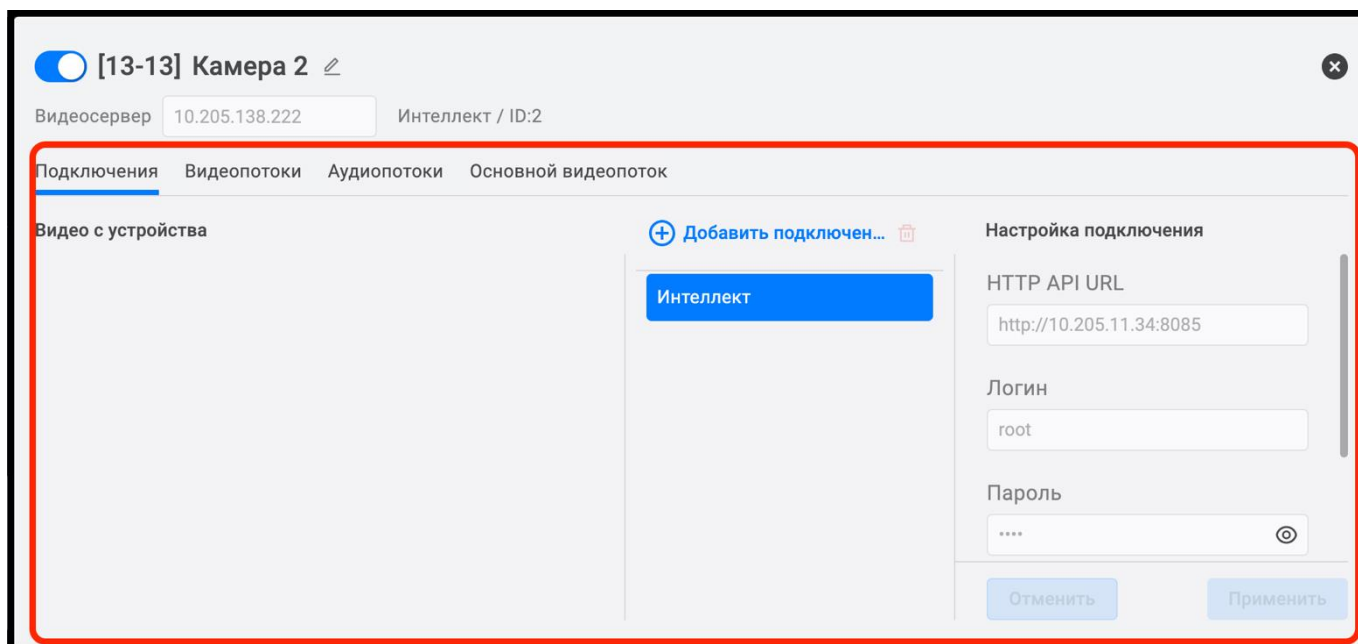 [13-13] Камера 2
Видеосервер 10.205.138.222 Интеллект / ID:2
Подключения Видеопотоки Аудиопотоки Основной видеопоток
Видео с устройства
Добавить подключен...
Интеллект
Настройка подключения
HTTP API URL
http://10.205.11.34:8085
Логин
root
Пароль
••••
Отменить Применить